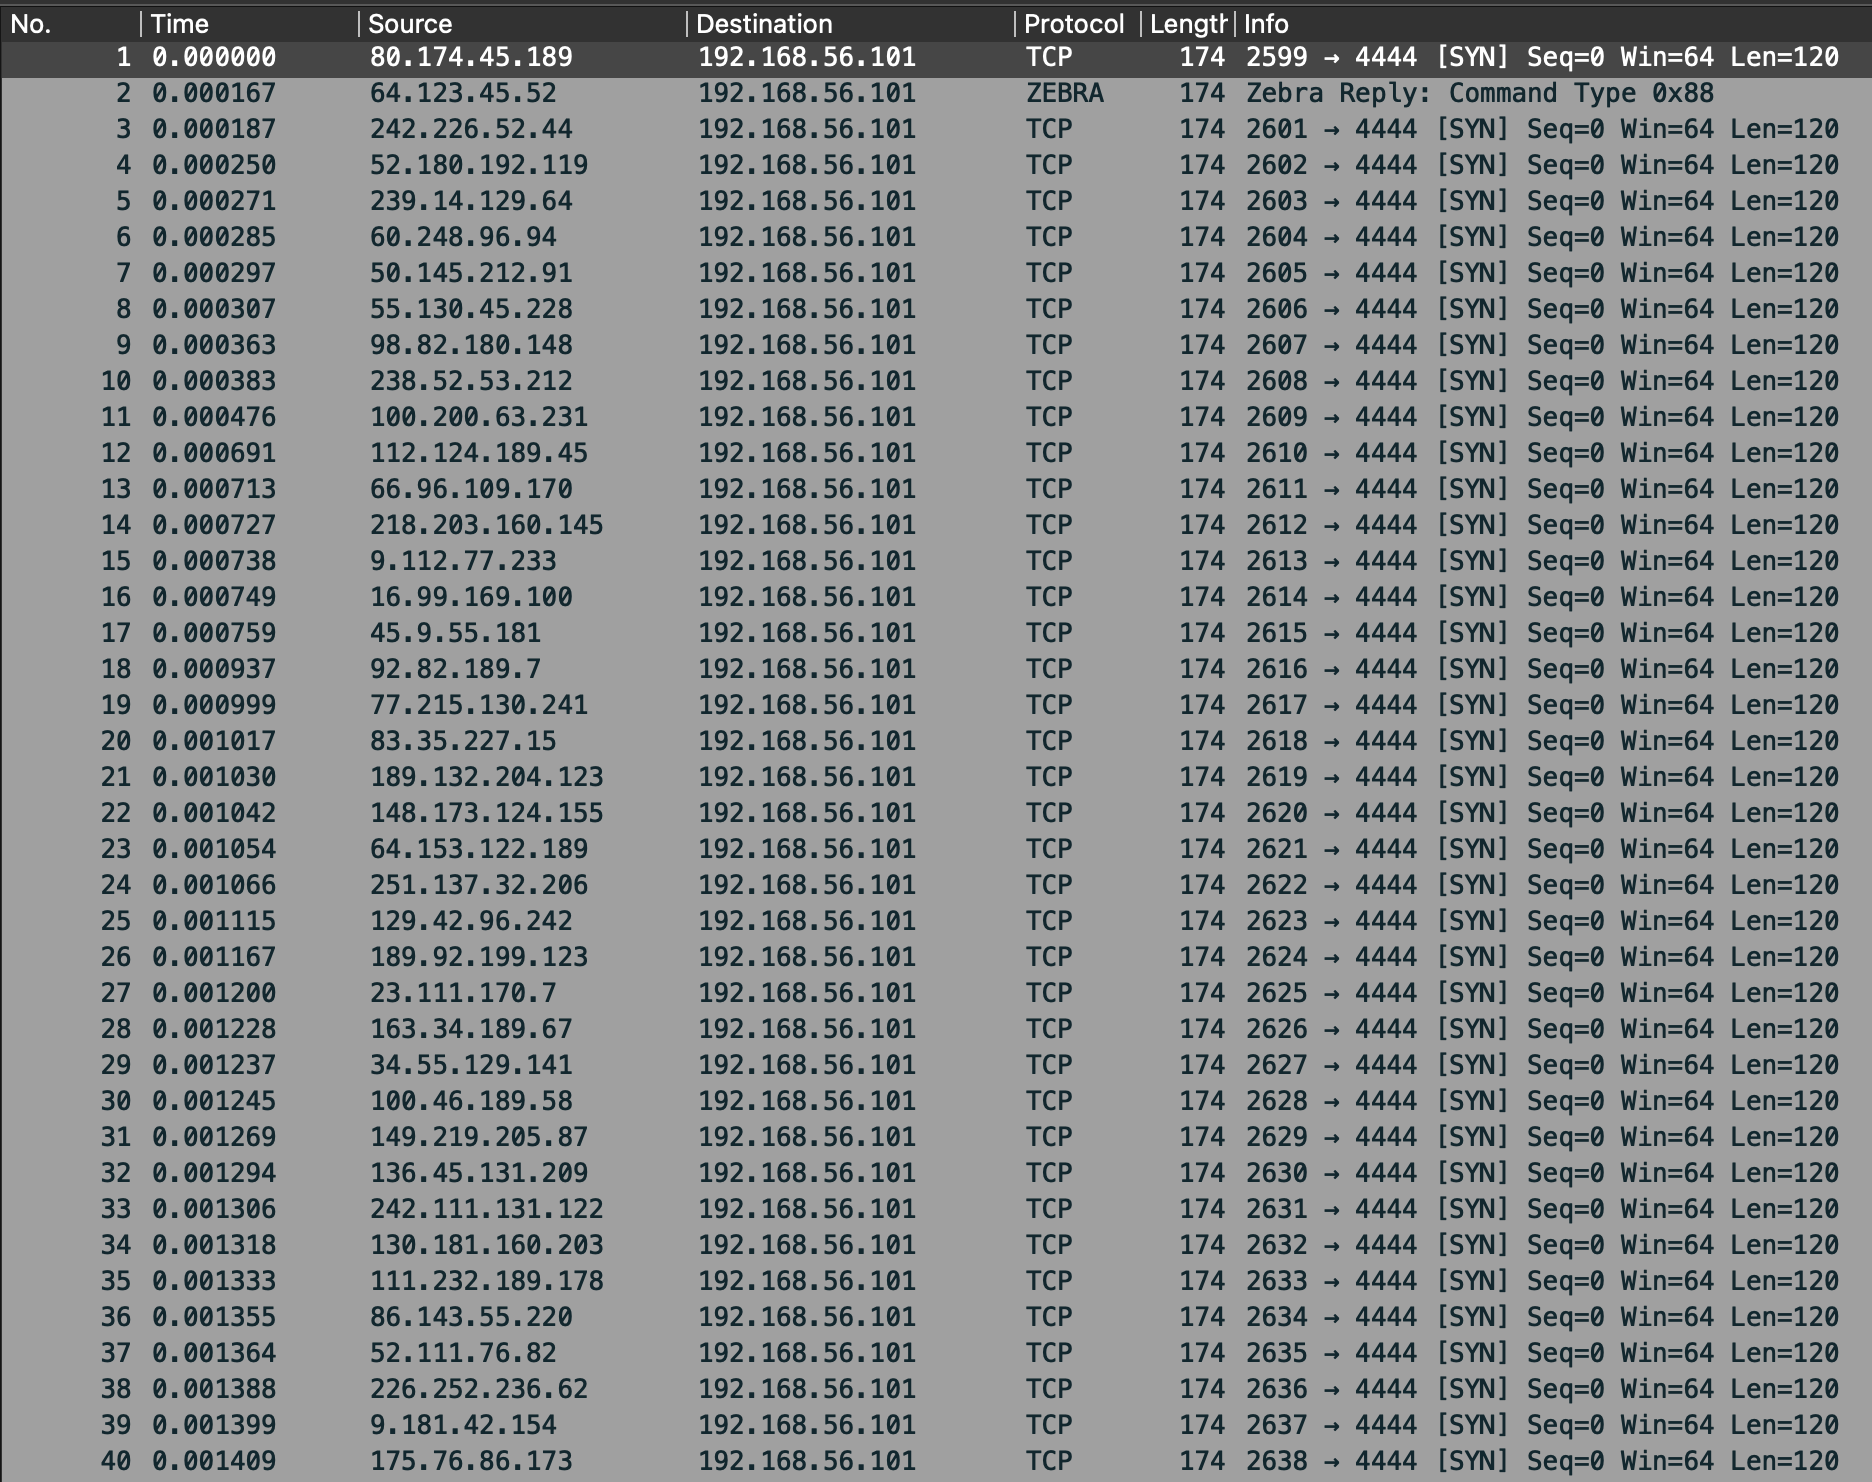 No. Time Source Destination Protocol Length Info
1 0.000000 80.174.45.189 192.168.56.101 TCP 174 2599 → 4444 [SYN] Seq=0 Win=64 Len=120
2 0.000167 64.123.45.52 192.168.56.101 ZEBRA 174 Zebra Reply: Command Type 0x88
3 0.000187 242.226.52.44 192.168.56.101 TCP 174 2601 → 4444 [SYN] Seq=0 Win=64 Len=120
4 0.000250 52.180.192.119 192.168.56.101 TCP 174 2602 → 4444 [SYN] Seq=0 Win=64 Len=120
5 0.000271 239.14.129.64 192.168.56.101 TCP 174 2603 → 4444 [SYN] Seq=0 Win=64 Len=120
6 0.000285 60.248.96.94 192.168.56.101 TCP 174 2604 → 4444 [SYN] Seq=0 Win=64 Len=120
7 0.000297 50.145.212.91 192.168.56.101 TCP 174 2605 → 4444 [SYN] Seq=0 Win=64 Len=120
8 0.000307 55.130.45.228 192.168.56.101 TCP 174 2606 → 4444 [SYN] Seq=0 Win=64 Len=120
9 0.000363 98.82.180.148 192.168.56.101 TCP 174 2607 → 4444 [SYN] Seq=0 Win=64 Len=120
10 0.000383 238.52.53.212 192.168.56.101 TCP 174 2608 → 4444 [SYN] Seq=0 Win=64 Len=120
11 0.000476 100.200.63.231 192.168.56.101 TCP 174 2609 → 4444 [SYN] Seq=0 Win=64 Len=120
12 0.000691 112.124.189.45 192.168.56.101 TCP 174 2610 → 4444 [SYN] Seq=0 Win=64 Len=120
13 0.000713 66.96.109.170 192.168.56.101 TCP 174 2611 → 4444 [SYN] Seq=0 Win=64 Len=120
14 0.000727 218.203.160.145 192.168.56.101 TCP 174 2612 → 4444 [SYN] Seq=0 Win=64 Len=120
15 0.000738 9.112.77.233 192.168.56.101 TCP 174 2613 → 4444 [SYN] Seq=0 Win=64 Len=120
16 0.000749 16.99.169.100 192.168.56.101 TCP 174 2614 → 4444 [SYN] Seq=0 Win=64 Len=120
17 0.000759 45.9.55.181 192.168.56.101 TCP 174 2615 → 4444 [SYN] Seq=0 Win=64 Len=120
18 0.000937 92.82.189.7 192.168.56.101 TCP 174 2616 → 4444 [SYN] Seq=0 Win=64 Len=120
19 0.000999 77.215.130.241 192.168.56.101 TCP 174 2617 → 4444 [SYN] Seq=0 Win=64 Len=120
20 0.001017 83.35.227.15 192.168.56.101 TCP 174 2618 → 4444 [SYN] Seq=0 Win=64 Len=120
21 0.001030 189.132.204.123 192.168.56.101 TCP 174 2619 → 4444 [SYN] Seq=0 Win=64 Len=120
22 0.001042 148.173.124.155 192.168.56.101 TCP 174 2620 → 4444 [SYN] Seq=0 Win=64 Len=120
23 0.001054 64.153.122.189 192.168.56.101 TCP 174 2621 → 4444 [SYN] Seq=0 Win=64 Len=120
24 0.001066 251.137.32.206 192.168.56.101 TCP 174 2622 → 4444 [SYN] Seq=0 Win=64 Len=120
25 0.001115 129.42.96.242 192.168.56.101 TCP 174 2623 → 4444 [SYN] Seq=0 Win=64 Len=120
26 0.001167 189.92.199.123 192.168.56.101 TCP 174 2624 → 4444 [SYN] Seq=0 Win=64 Len=120
27 0.001200 23.111.170.7 192.168.56.101 TCP 174 2625 → 4444 [SYN] Seq=0 Win=64 Len=120
28 0.001228 163.34.189.67 192.168.56.101 TCP 174 2626 → 4444 [SYN] Seq=0 Win=64 Len=120
29 0.001237 34.55.129.141 192.168.56.101 TCP 174 2627 → 4444 [SYN] Seq=0 Win=64 Len=120
30 0.001245 100.46.189.58 192.168.56.101 TCP 174 2628 → 4444 [SYN] Seq=0 Win=64 Len=120
31 0.001269 149.219.205.87 192.168.56.101 TCP 174 2629 → 4444 [SYN] Seq=0 Win=64 Len=120
32 0.001294 136.45.131.209 192.168.56.101 TCP 174 2630 → 4444 [SYN] Seq=0 Win=64 Len=120
33 0.001306 242.111.131.122 192.168.56.101 TCP 174 2631 → 4444 [SYN] Seq=0 Win=64 Len=120
34 0.001318 130.181.160.203 192.168.56.101 TCP 174 2632 → 4444 [SYN] Seq=0 Win=64 Len=120
35 0.001333 111.232.189.178 192.168.56.101 TCP 174 2633 → 4444 [SYN] Seq=0 Win=64 Len=120
36 0.001355 86.143.55.220 192.168.56.101 TCP 174 2634 → 4444 [SYN] Seq=0 Win=64 Len=120
37 0.001364 52.111.76.82 192.168.56.101 TCP 174 2635 → 4444 [SYN] Seq=0 Win=64 Len=120
38 0.001388 226.252.236.62 192.168.56.101 TCP 174 2636 → 4444 [SYN] Seq=0 Win=64 Len=120
39 0.001399 9.181.42.154 192.168.56.101 TCP 174 2637 → 4444 [SYN] Seq=0 Win=64 Len=120
40 0.001409 175.76.86.173 192.168.56.101 TCP 174 2638 → 4444 [SYN] Seq=0 Win=64 Len=120